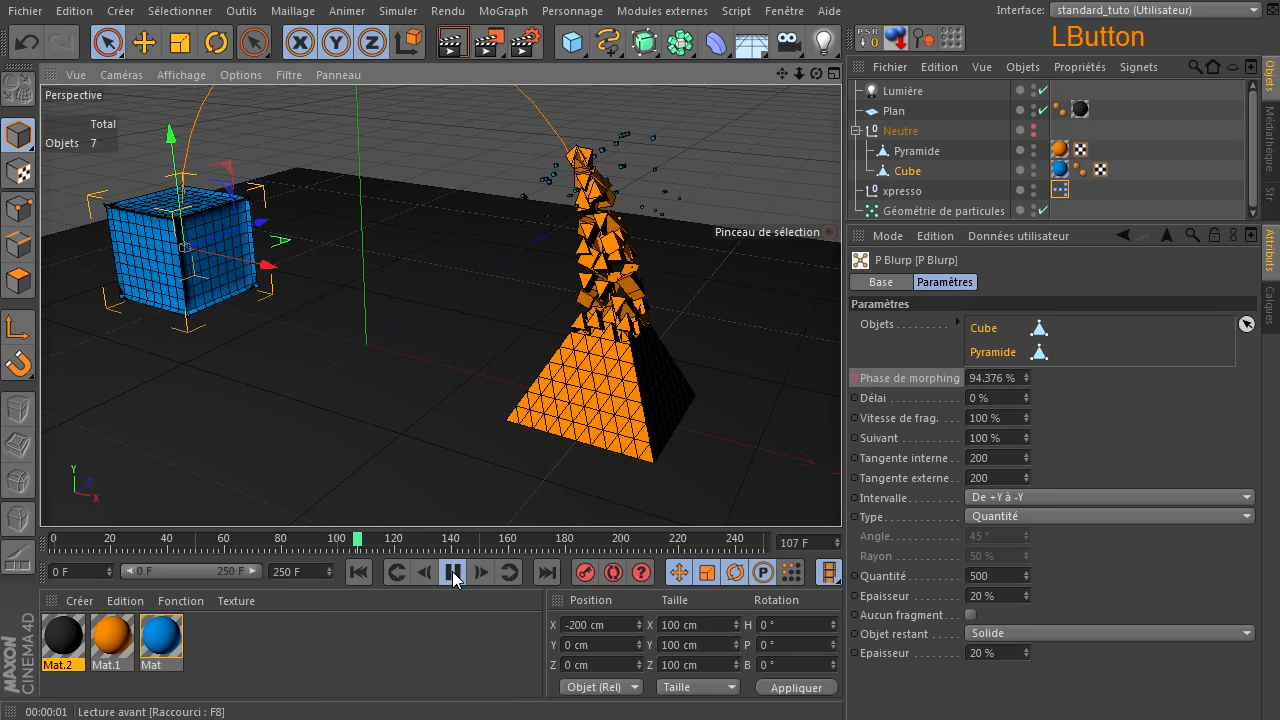 Fichier Edition Créer Sélectionner Outils Maillage Animer Simuler Rendu MoGraph Personnage Modules externes Script Fenêtre Aide Interface: standard_tuto (Utilisateur)
X Y Z PSR 0 LButton
Vue Caméras Affichage Options Filtre Panneau
Fichier Edition Vue Objets Propriétés Signets
Perspective
Total
Objets 7
Pinceau de sélection
Y
Z
X
Lumière
Plan
Neutre
Pyramide
Cube
xpresso
Géométrie de particules
Objets
Médiathèque
Str
Mode Edition Données utilisateur
P Blurp [P Blurp]
Base Paramètres
Paramètres
Objets
Cube
Pyramide
Phase de morphing 94.376 %
Délai 0 %
Vitesse de frag. 100 %
Suivant 100 %
Tangente interne 200
Tangente externe 200
Intervalle De +Y à -Y
Type Quantité
Angle 45 °
Rayon 50 %
Quantité 500
Epaisseur 20 %
Aucun fragment
Objet restant Solide
Epaisseur 20 %
Attributs
Calques
0 20 40 60 80 100 120 140 160 180 200 220 240 107 F
0 F 0 F 250 F 250 F
Créer Edition Fonction Texture
Mat.2 Mat.1 Mat
Position Taille Rotation
X -200 cm X 100 cm H 0 °
Y 0 cm Y 100 cm P 0 °
Z 0 cm Z 100 cm B 0 °
Objet (Rel) Taille Appliquer
MAXON
CINEMA 4D
00:00:01 Lecture avant [Raccourci : F8]